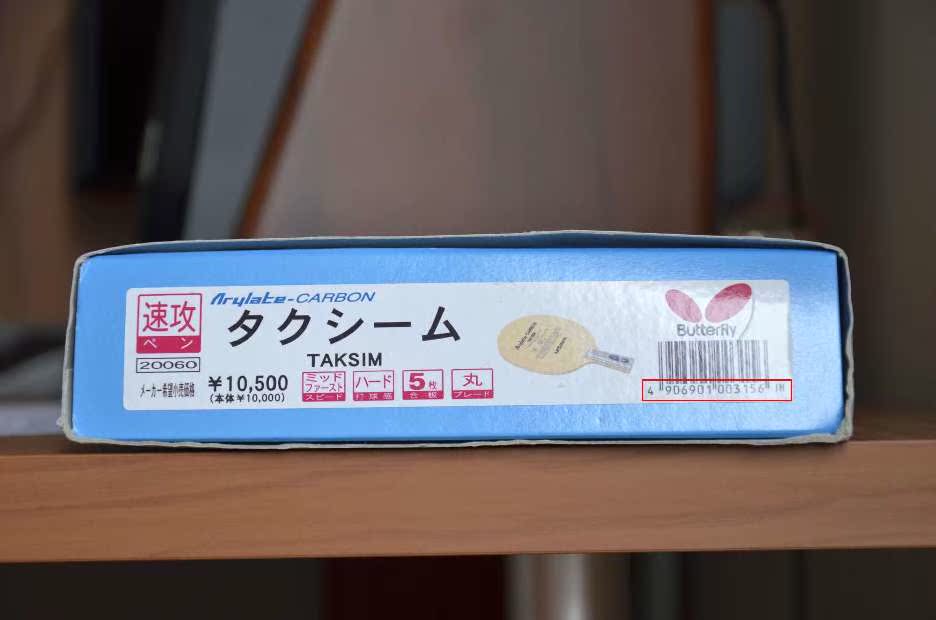 Arylate-CARBON
速攻
ペン
タクシーム
TAKSIM
20060
メーカー希望小売価格
¥10,500
(本体¥10,000)
ミッド
ファースト
スピード
ハード
打球感
5枚
合板
丸
ブレード
Butterfly
4 906901 003156